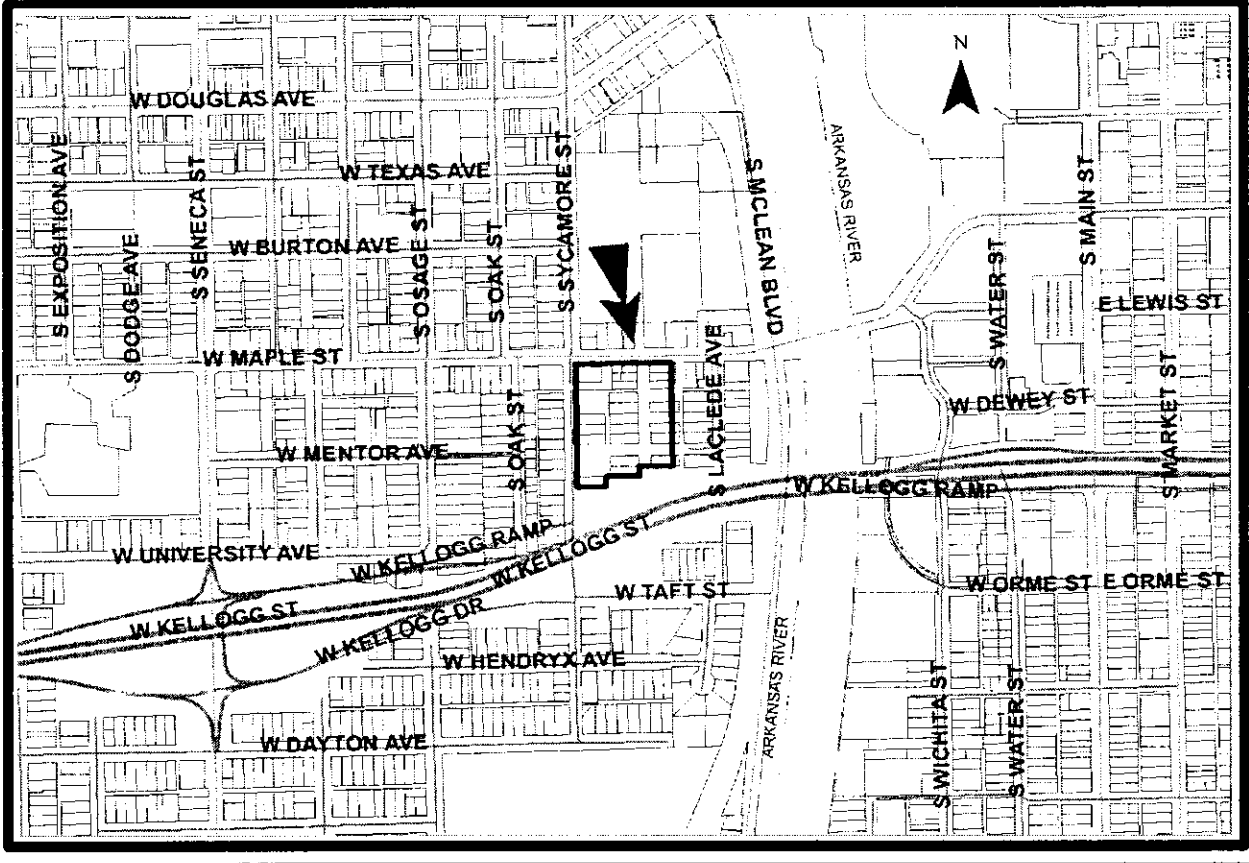 N
W DOUGLAS AVE
ARKANSAS RIVER
S EXPOSITION AVE
S SENECA ST
W TEXAS AVE
S SYCAMORE ST
S MCLEAN BLVD
S MAIN ST
S DODGE AVE
W BURTON AVE
S OSAGE ST
S OAK ST
S WATER ST
E LEWIS ST
W MAPLE ST
S LACLEDE AVE
S MARKET ST
W DEWEY ST
S OAK ST
W MENTOR AVE
W KELLOGG RAMP
W UNIVERSITY AVE
W KELLOGG RAMP
W KELLOGG ST
W TAFT ST
W ORME ST
E ORME ST
W KELLOGG ST
W KELLOGG DR
W HENDRYX AVE
ARKANSAS RIVER
S WICHITA ST
S WATER ST
W DAYTON AVE